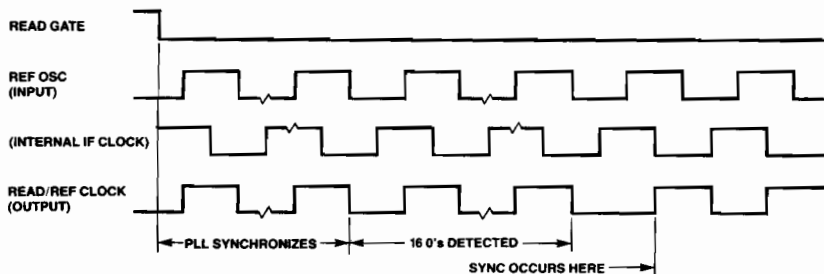 READ GATE
REF OSC
(INPUT)
(INTERNAL IF CLOCK)
READ/REF CLOCK
(OUTPUT)
PLL SYNCHRONIZES
16 0's DETECTED
SYNC OCCURS HERE